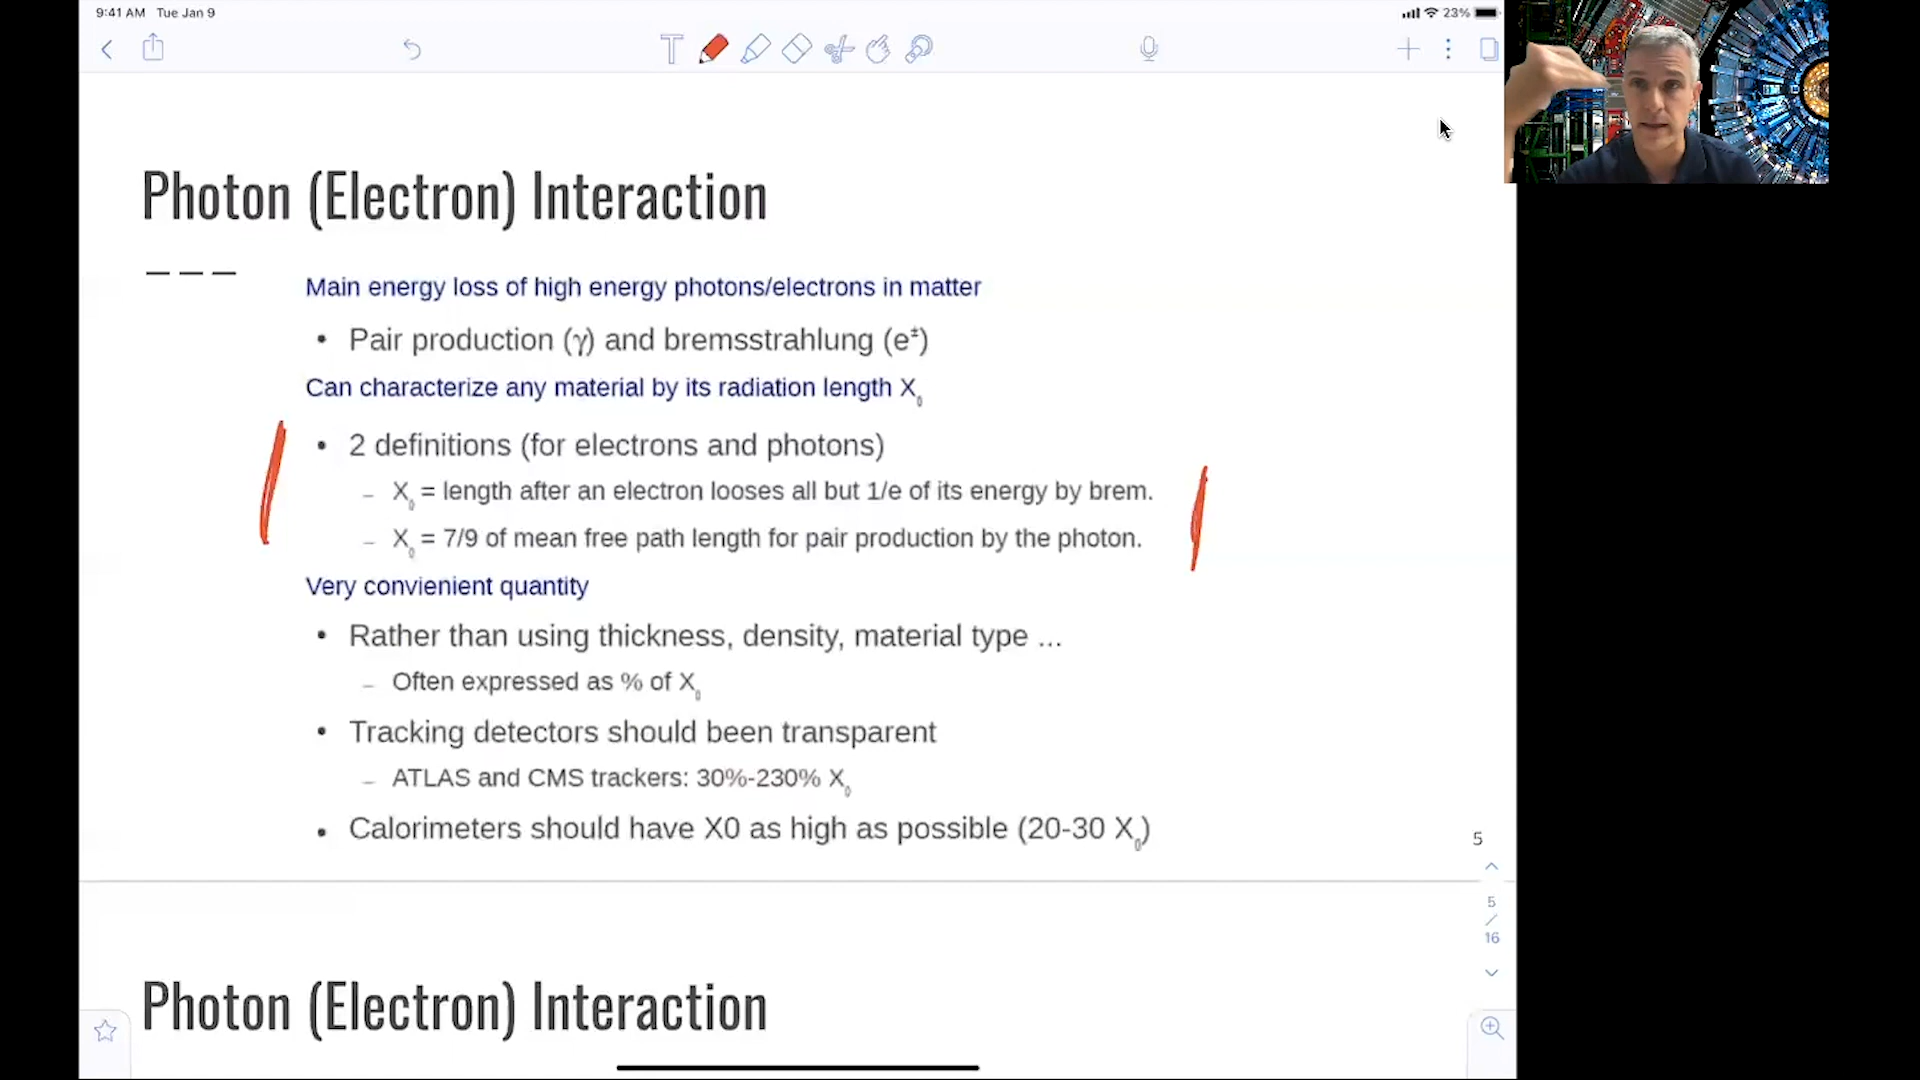 9:41 AM Tue Jan 9
23%
Photon (Electron) Interaction
Main energy loss of high energy photons/electrons in matter
• Pair production (γ) and bremsstrahlung (e±)
Can characterize any material by its radiation length X0
• 2 definitions (for electrons and photons)
– X0 = length after an electron looses all but 1/e of its energy by brem.
– X0 = 7/9 of mean free path length for pair production by the photon.
Very convienient quantity
• Rather than using thickness, density, material type ...
– Often expressed as % of X0
• Tracking detectors should been transparent
– ATLAS and CMS trackers: 30%-230% X0
• Calorimeters should have X0 as high as possible (20-30 X0)
5
5
/
16
Photon (Electron) Interaction